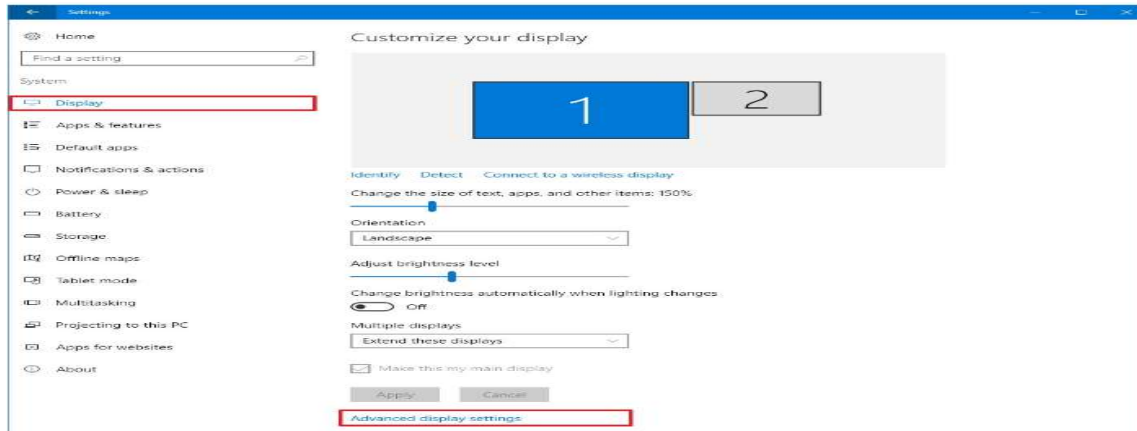 Settings
Home
Find a setting
System
Display
Apps & features
Default apps
Notifications & actions
Power & sleep
Battery
Storage
Offline maps
Tablet mode
Multitasking
Projecting to this PC
Apps for websites
About
Customize your display
1
2
Identify Detect Connect to a wireless display
Change the size of text, apps, and other items: 150%
Orientation
Landscape
Adjust brightness level
Change brightness automatically when lighting changes
Off
Multiple displays
Extend these displays
Make this my main display
Apply Cancel
Advanced display settings